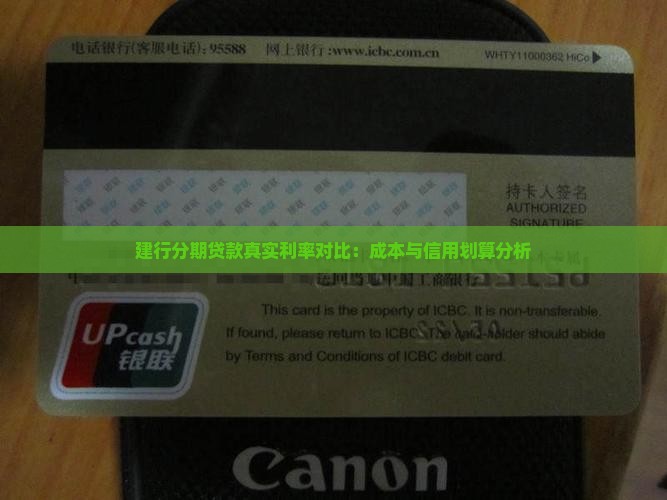 电话银行(客服电话):95588 网上银行:www.icbc.com.cn
WHTY11000362 HiCo
持卡人签名
AUTHORIZED
SIGNATURE
建行分期贷款真实利率对比：成本与信用划算分析
This card is the property of ICBC. It is non-transferable.
If found, please return to ICBC. The card-holder should abide
by Terms and Conditions of ICBC debit card.
UPcash
银联
Canon